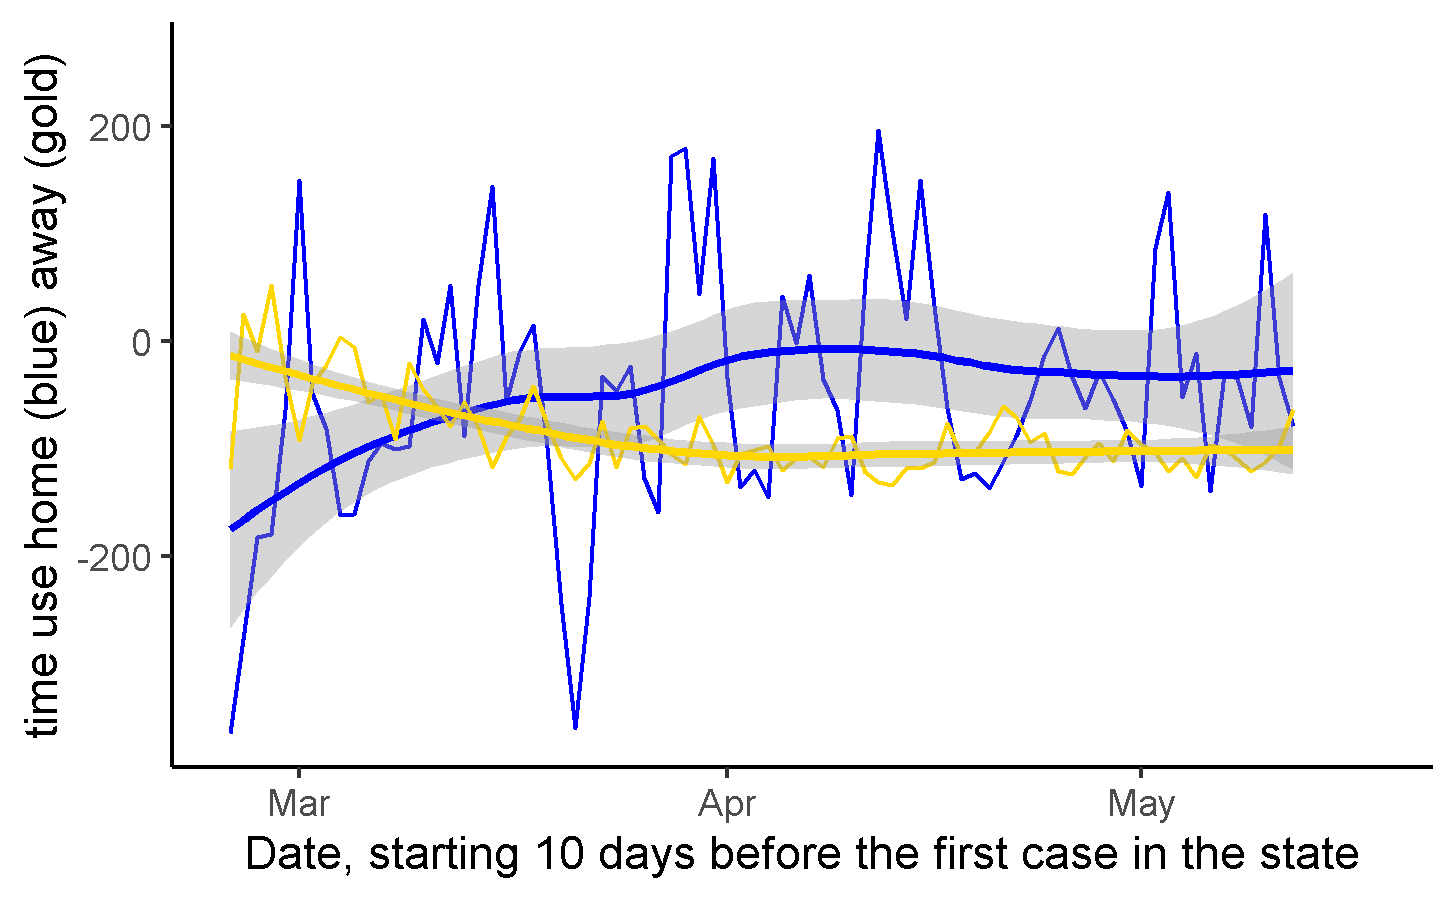 time use home (blue) away (gold)
200
0
-200
Mar
Apr
May
Date, starting 10 days before the first case in the state